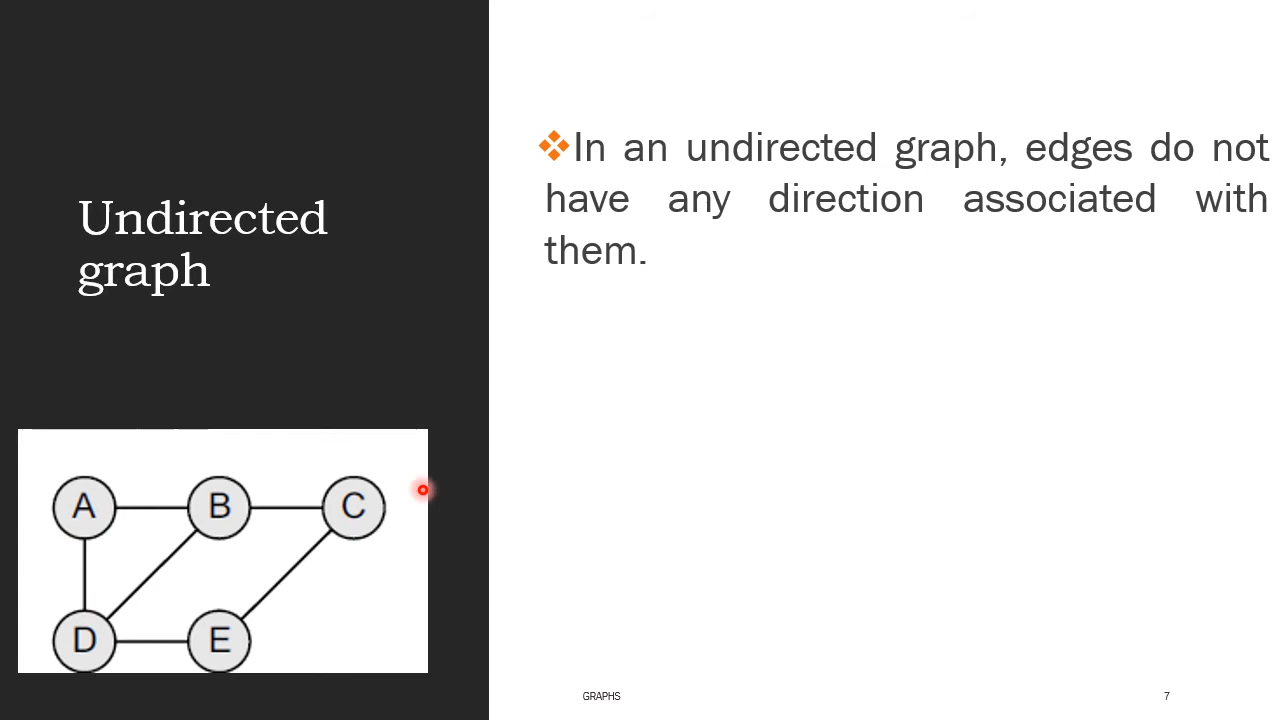 Undirected
graph
❖In an undirected graph, edges do not
have any direction associated with
them.
A B C
D E
GRAPHS
7